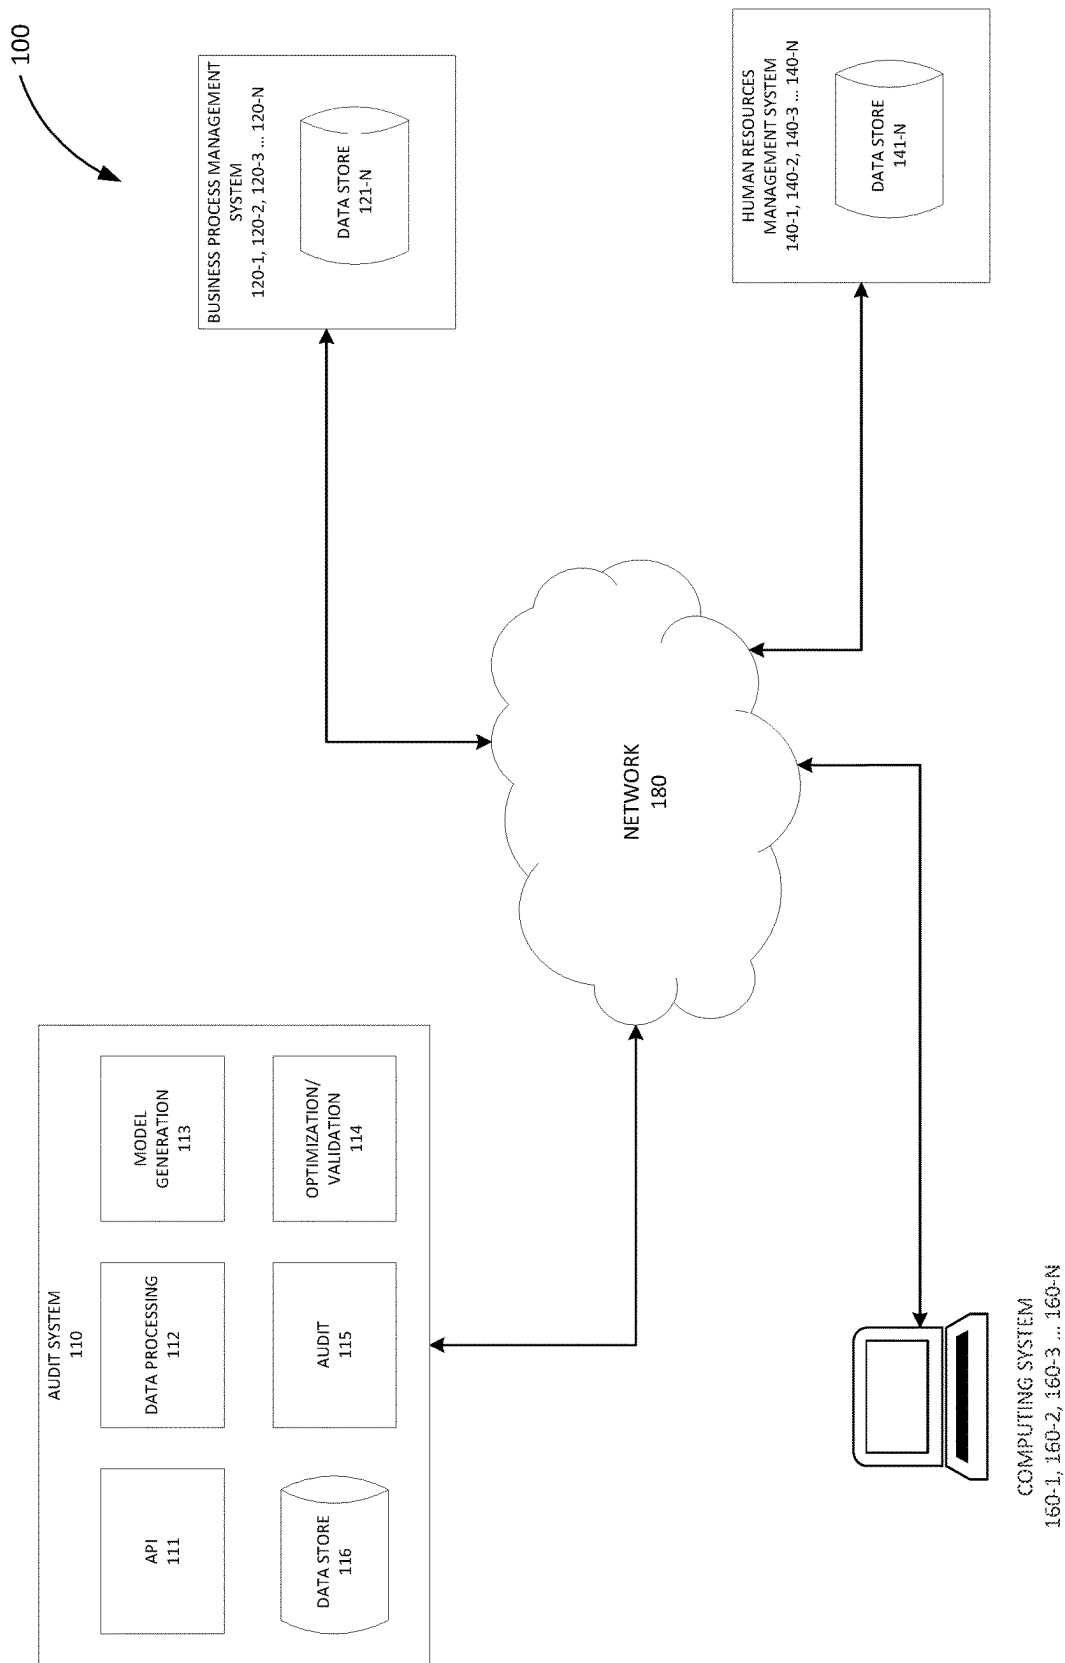 100
AUDIT SYSTEM
110
API
111
DATA PROCESSING
112
MODEL
GENERATION
113
DATA STORE
116
AUDIT
115
OPTIMIZATION/
VALIDATION
114
BUSINESS PROCESS MANAGEMENT
SYSTEM
120-1, 120-2, 120-3 ... 120-N
DATA STORE
121-N
NETWORK
180
HUMAN RESOURCES
MANAGEMENT SYSTEM
140-1, 140-2, 140-3 ... 140-N
DATA STORE
141-N
COMPUTING SYSTEM
160-1, 160-2, 160-3 ... 160-N